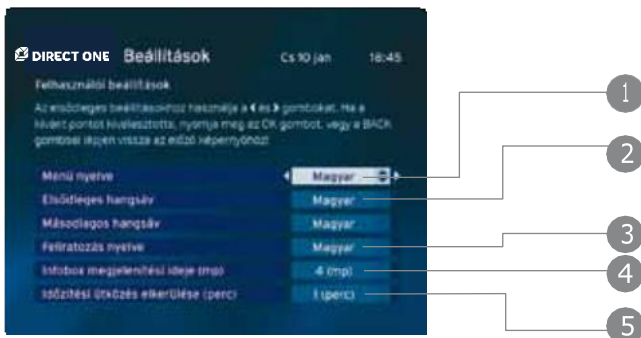 DIRECT ONE Beállítások Cs 10 jan 18:45
Felhasználói beállítások
Az elsődleges beállításokhoz használja a és gombokat. Ha a
kívánt pontot kiválasztotta, nyomja meg az OK gombot, vagy a BACK
gombbal lépjen vissza az előző képernyőhöz!
Menü nyelve Magyar
Elsődleges hangsáv Magyar
Másodlagos hangsáv Magyar
Feliratozás nyelve Magyar
Infobox megjelenítési ideje (mp) 4 (mp)
Időzítési ütközés elkerülése (perc) 1 (perc)
1
2
3
4
5